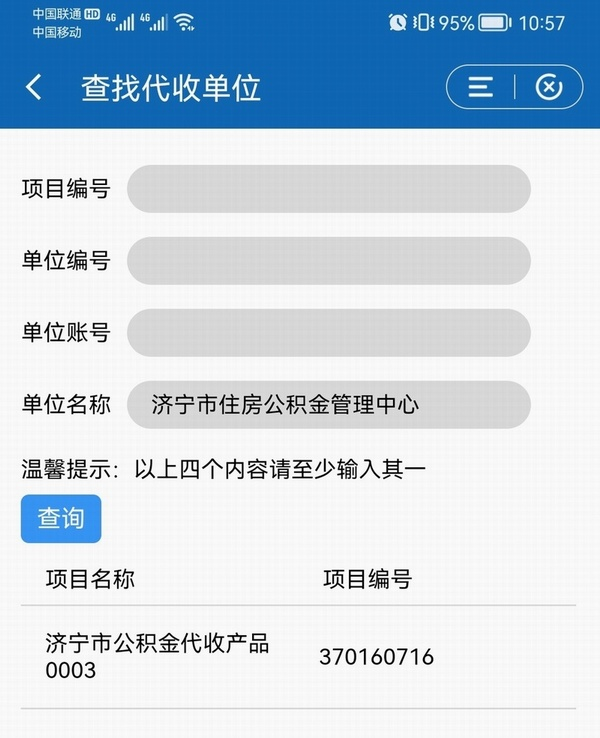 中国联通 HD 4G 4G 95% 10:57
中国移动
查找代收单位
项目编号
单位编号
单位账号
单位名称 济宁市住房公积金管理中心
温馨提示：以上四个内容请至少输入其一
查询
项目名称 项目编号
济宁市公积金代收产品
0003 370160716